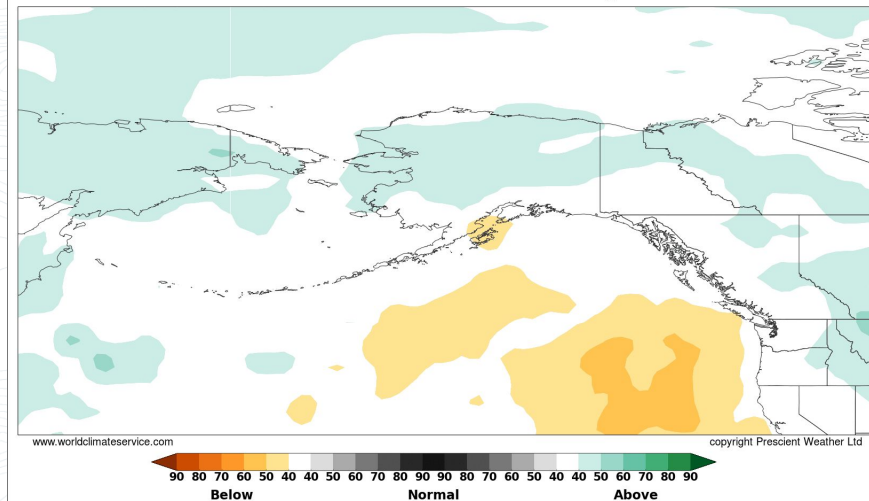 www.worldclimateservice.com copyright Prescient Weather Ltd
90 80 70 60 50 40 40 50 60 70 80 90 90 80 70 60 50 40 40 50 60 70 80 90
Below Normal Above